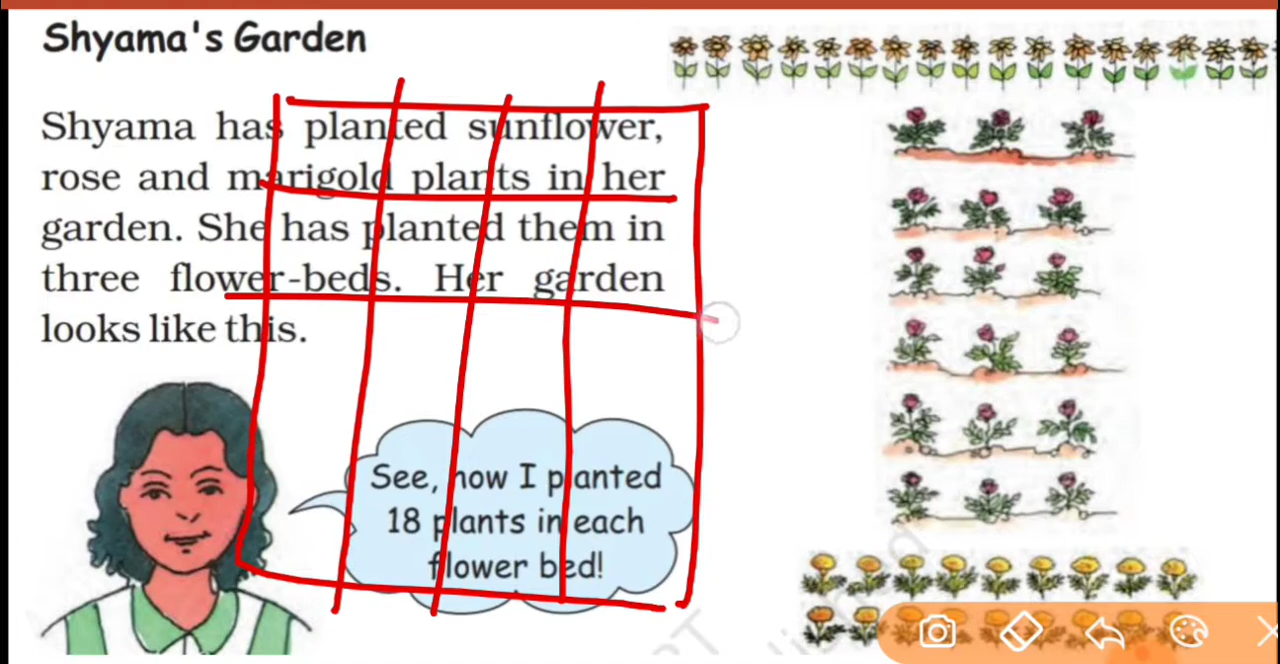 Shyama's Garden
Shyama has planted sunflower,
rose and marigold plants in her
garden. She has planted them in
three flower-beds. Her garden
looks like this.
See, how I planted
18 plants in each
flower bed!